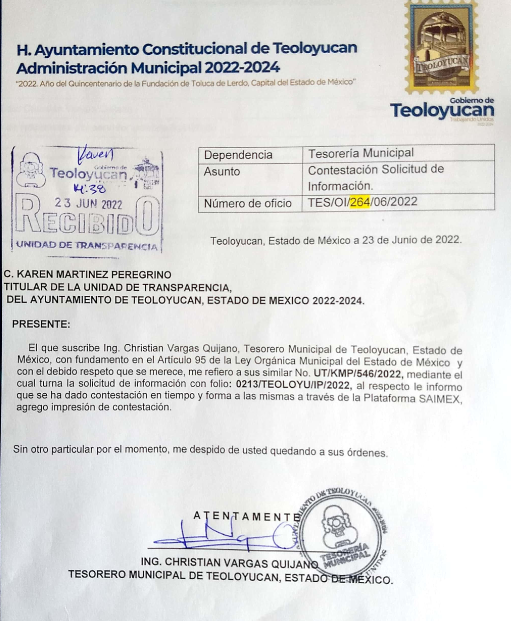 H. Ayuntamiento Constitucional de Teoloyucan
Administración Municipal 2022-2024
"2022. Año del Quincentenario de la Fundación de Toluca de Lerdo, Capital del Estado de México"
TEOLOYUCAN
Gobierno de
Teoloyucan
Karen
Gobierno de
Teoloyucan
14:38
23 JUN 2022
RECIBIDO
UNIDAD DE TRANSPARENCIA
Dependencia Tesorería Municipal
Asunto Contestación Solicitud de
Información.
Número de oficio TES/OI/264/06/2022
Teoloyucan, Estado de México a 23 de Junio de 2022.
C. KAREN MARTINEZ PEREGRINO
TITULAR DE LA UNIDAD DE TRANSPARENCIA,
DEL AYUNTAMIENTO DE TEOLOYUCAN, ESTADO DE MEXICO 2022-2024.
PRESENTE:
El que suscribe Ing. Christian Vargas Quijano, Tesorero Municipal de Teoloyucan, Estado de
México, con fundamento en el Artículo 95 de la Ley Orgánica Municipal del Estado de México y
con el debido respeto que se merece, me refiero a sus similar No. UT/KMP/546/2022, mediante el
cual turna la solicitud de información con folio: 0213/TEOLOYU/IP/2022, al respecto le informo
que se ha dado contestación en tiempo y forma a las mismas a través de la Plataforma SAIMEX,
agrego impresión de contestación.
Sin otro particular por el momento, me despido de usted quedando a sus órdenes.
ATENTAMENTE
TESORERÍA
MUNICIPAL
ING. CHRISTIAN VARGAS QUIJANO
TESORERO MUNICIPAL DE TEOLOYUCAN, ESTADO DE MÉXICO.